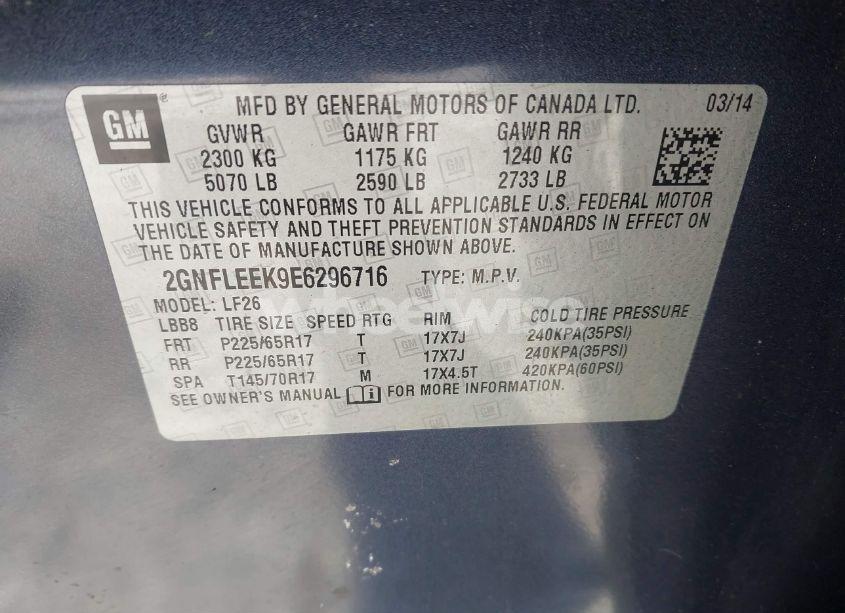 GM
MFD BY GENERAL MOTORS OF CANADA LTD. 03/14
GVWR GAWR FRT GAWR RR
2300 KG 1175 KG 1240 KG
5070 LB 2590 LB 2733 LB
THIS VEHICLE CONFORMS TO ALL APPLICABLE U.S. FEDERAL MOTOR
VEHICLE SAFETY AND THEFT PREVENTION STANDARDS IN EFFECT ON
THE DATE OF MANUFACTURE SHOWN ABOVE.
2GNFLEEK9E6296716 TYPE: M.P.V.
MODEL: LF26
LBB8 TIRE SIZE SPEED RTG RIM COLD TIRE PRESSURE
FRT P225/65R17 T 17X7J 240KPA(35PSI)
RR P225/65R17 T 17X7J 240KPA(35PSI)
SPA T145/70R17 M 17X4.5T 420KPA(60PSI)
SEE OWNER'S MANUAL FOR MORE INFORMATION.